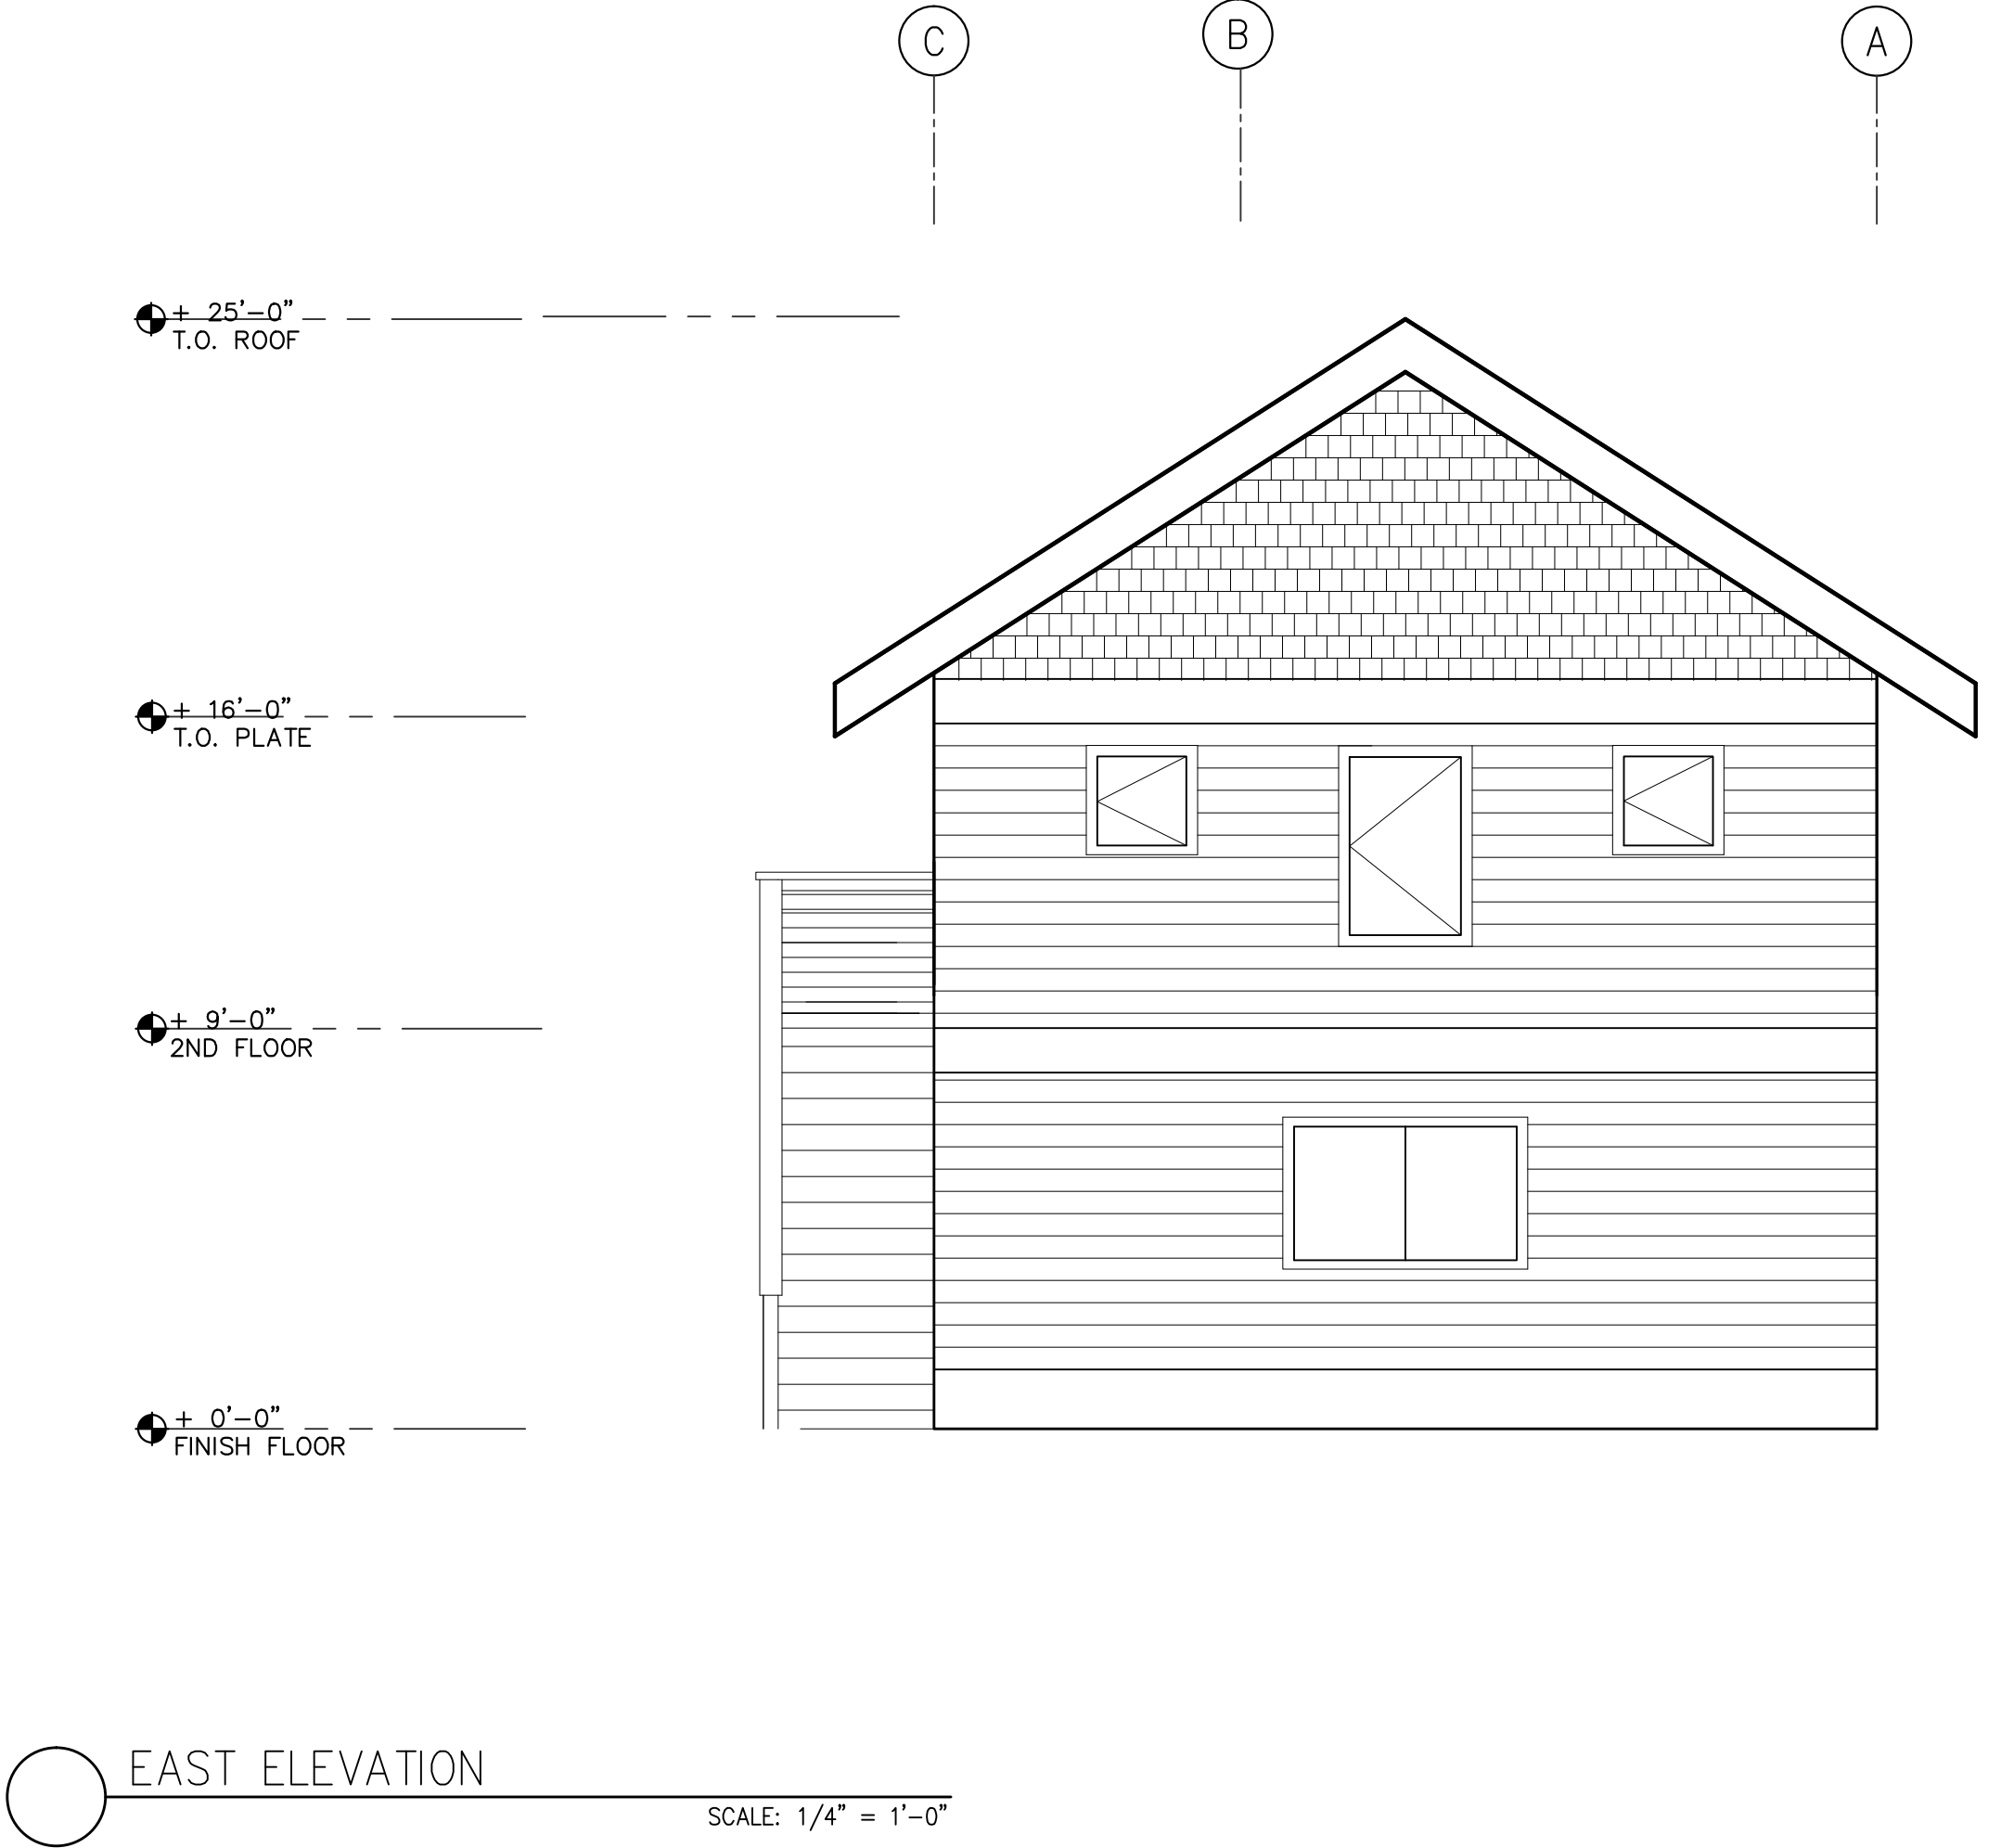 C
B
A
+ 25'-0"
T.O. ROOF
+ 16'-0"
T.O. PLATE
+ 9'-0"
2ND FLOOR
+ 0'-0"
FINISH FLOOR
EAST ELEVATION
SCALE: 1/4" = 1'-0"